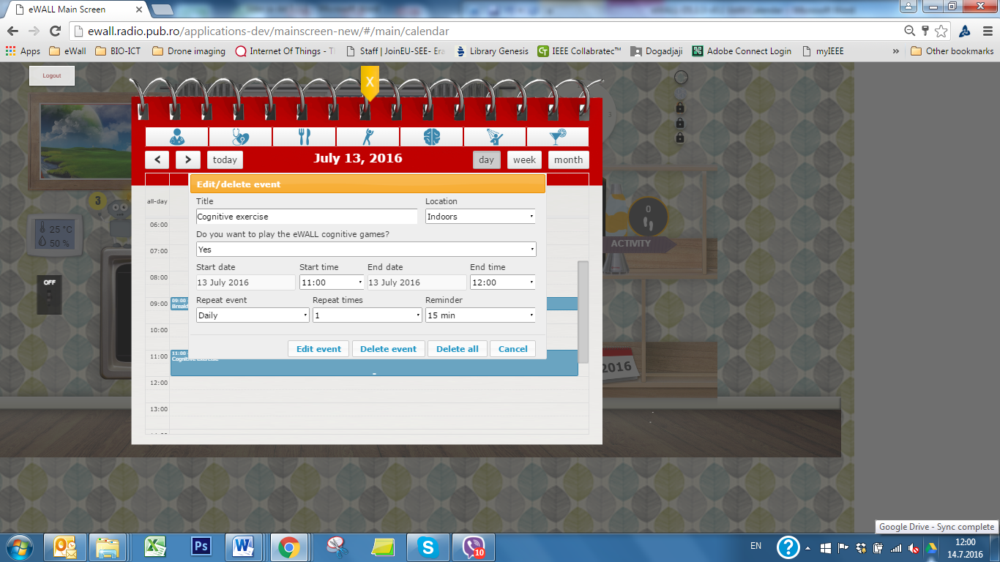 eWALL Main Screen
ewall.radio.pub.ro/applications-dev/mainscreen-new/#/main/calendar
Apps eWall BIO-ICT Drone imaging Internet Of Things - T Staff | JoinEU-SEE- Era Library Genesis IEEE Collabratec™ Dogadjaji Adobe Connect Login myIEEE » Other bookmarks
Logout
X
3
< > today July 13, 2016 day week month
Edit/delete event
all-day
Title Location
Cognitive exercise Indoors
Do you want to play the eWALL cognitive games?
Yes
Start date Start time End date End time
13 July 2016 11:00 13 July 2016 12:00
Repeat event Repeat times Reminder
Daily 1 15 min
Edit event Delete event Delete all Cancel
06:00
07:00
08:00
09:00
09:00
10:00
11:00
11:00
Cognitive exercise
12:00
13:00
3
25 °C
50 %
OFF
0
ACTIVITY
2016
Google Drive - Sync complete
10
EN
12:00
14.7.2016